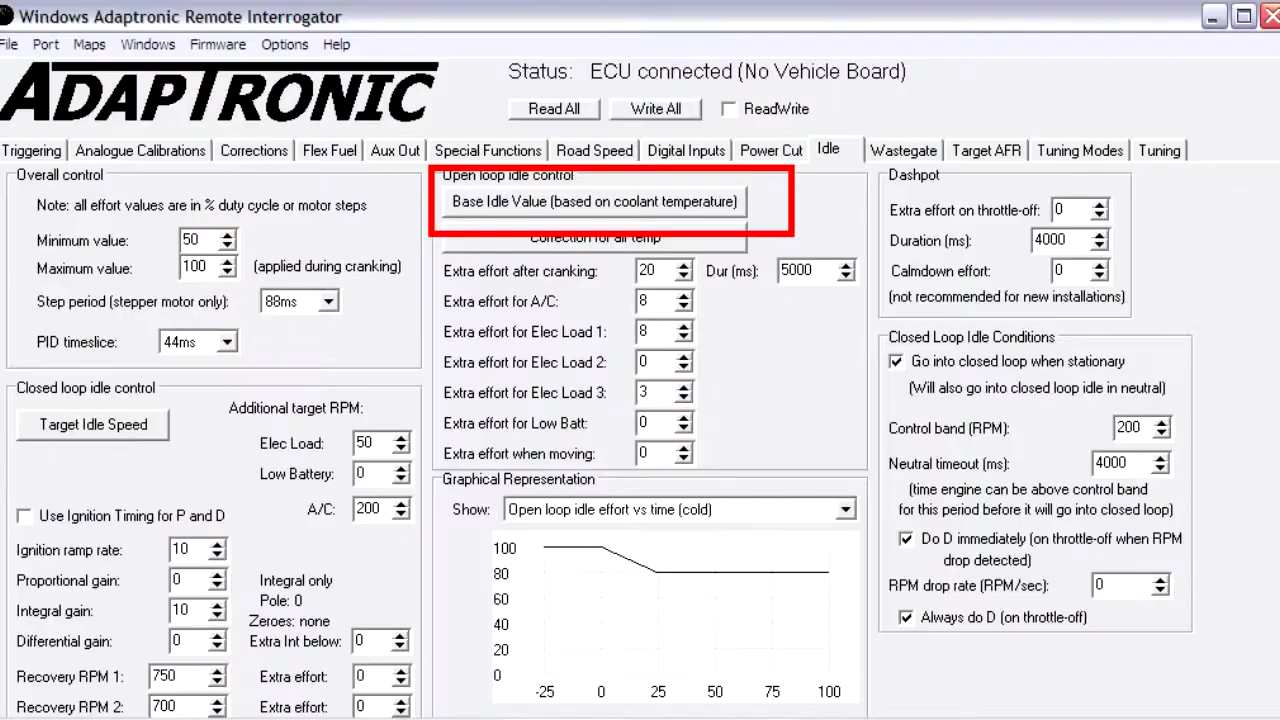 Windows Adaptronic Remote Interrogator
File Port Maps Windows Firmware Options Help
ADAPTRONIC
Status: ECU connected (No Vehicle Board)
Read All Write All ReadWrite
Triggering Analogue Calibrations Corrections Flex Fuel Aux Out Special Functions Road Speed Digital Inputs Power Cut Idle Wastegate Target AFR Tuning Modes Tuning
Overall control
Note: all effort values are in % duty cycle or motor steps
Minimum value: 50
Maximum value: 100 (applied during cranking)
Step period (stepper motor only): 88ms
PID timeslice: 44ms
Closed loop idle control
Target Idle Speed
Additional target RPM:
Elec Load: 50
Low Battery: 0
A/C: 200
Use Ignition Timing for P and D
Ignition ramp rate: 10
Proportional gain: 0
Integral only
Pole: 0
Integral gain: 10
Zeroes: none
Differential gain: 0
Extra Int below: 0
Recovery RPM 1: 750 Extra effort: 0
Recovery RPM 2: 700 Extra effort: 0
Open loop idle control
Base Idle Value (based on coolant temperature)
Correction for air temp
Extra effort after cranking: 20 Dur (ms): 5000
Extra effort for A/C: 8
Extra effort for Elec Load 1: 8
Extra effort for Elec Load 2: 0
Extra effort for Elec Load 3: 3
Extra effort for Low Batt: 0
Extra effort when moving: 0
Graphical Representation
Show: Open loop idle effort vs time (cold)
100
80
60
40
20
0
-25 0 25 50 75 100
Dashpot
Extra effort on throttle-off: 0
Duration (ms): 4000
Calmdown effort: 0
(not recommended for new installations)
Closed Loop Idle Conditions
Go into closed loop when stationary
(Will also go into closed loop idle in neutral)
Control band (RPM): 200
Neutral timeout (ms): 4000
(time engine can be above control band
for this period before it will go into closed loop)
Do D immediately (on throttle-off when RPM
drop detected)
RPM drop rate (RPM/sec): 0
Always do D (on throttle-off)